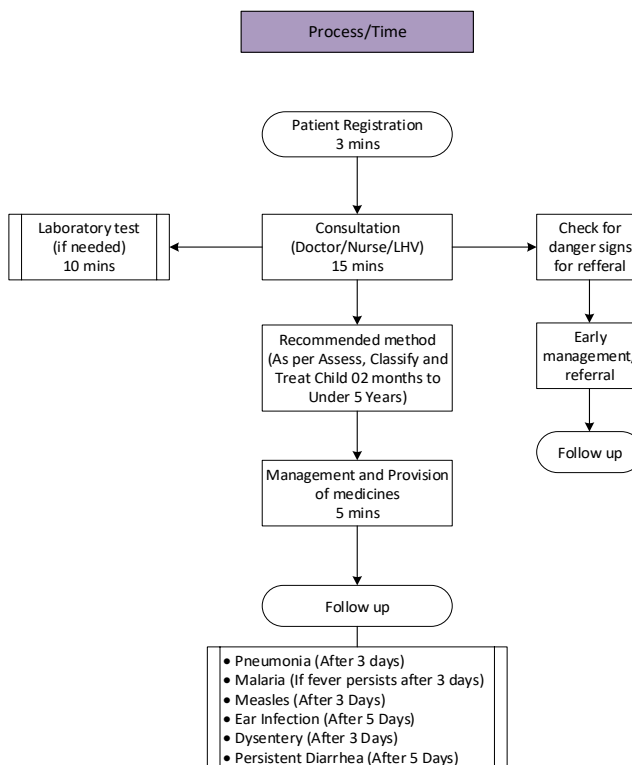 Process/Time
Patient Registration
3 mins
Laboratory test
(if needed)
10 mins
Consultation
(Doctor/Nurse/LHV)
15 mins
Check for
danger signs
for refferal
Recommended method
(As per Assess, Classify and
Treat Child 02 months to
Under 5 Years)
Early
management,
referral
Follow up
Management and Provision
of medicines
5 mins
Follow up
• Pneumonia (After 3 days)
• Malaria (If fever persists after 3 days)
• Measles (After 3 Days)
• Ear Infection (After 5 Days)
• Dysentery (After 3 Days)
• Persistent Diarrhea (After 5 Days)